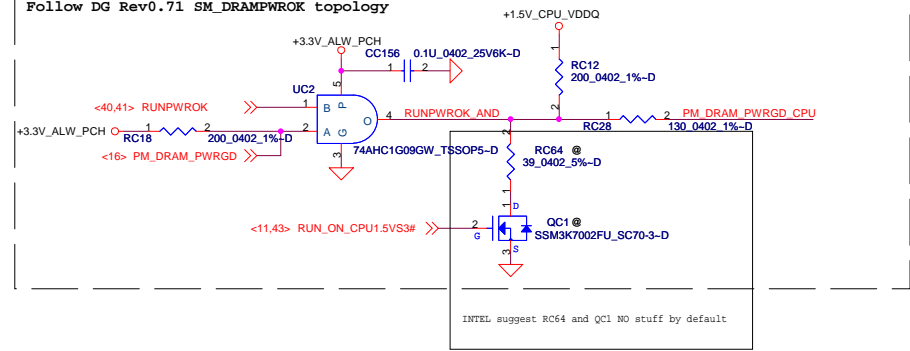 Follow DG Rev0.71 SM_DRAMPWROK topology
+1.5V_CPU_VDDQ
+3.3V_ALW_PCH
CC156 0.1U_0402_25V6K~D
1 2
1
RC12
200_0402_1%~D
2
5
UC2
<40,41> RUNPWROK
1 B P
O 4
RUNPWROK_AND
+3.3V_ALW_PCH
1 2
2 A G
RC18 200_0402_1%~D
3
74AHC1G09GW_TSSOP5~D
<16> PM_DRAM_PWRGD
1 2
PM_DRAM_PWRGD_CPU
RC28 130_0402_1%~D
2
RC64 @
39_0402_5%~D
1
1 D
<11,43> RUN_ON_CPU1.5VS3#
2 G
QC1 @
SSM3K7002FU_SC70-3~D
3 S
INTEL suggest RC64 and QC1 NO stuff by default